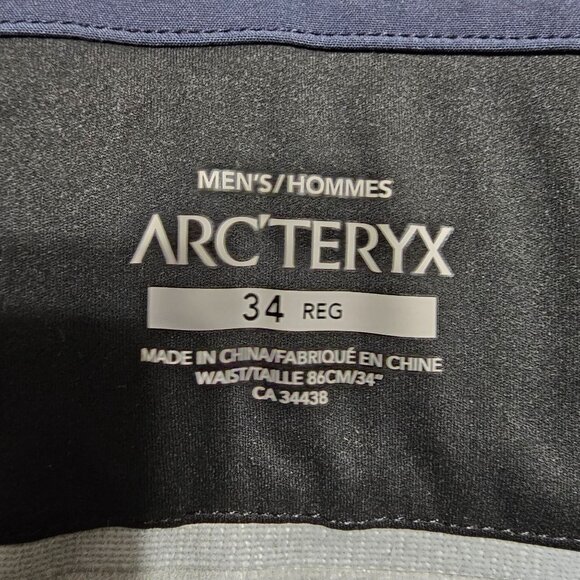 MEN'S/HOMMES
ARC'TERYX
34 REG
MADE IN CHINA/FABRIQUÉ EN CHINE
WAIST/TAILLE 86CM/34"
CA 34438